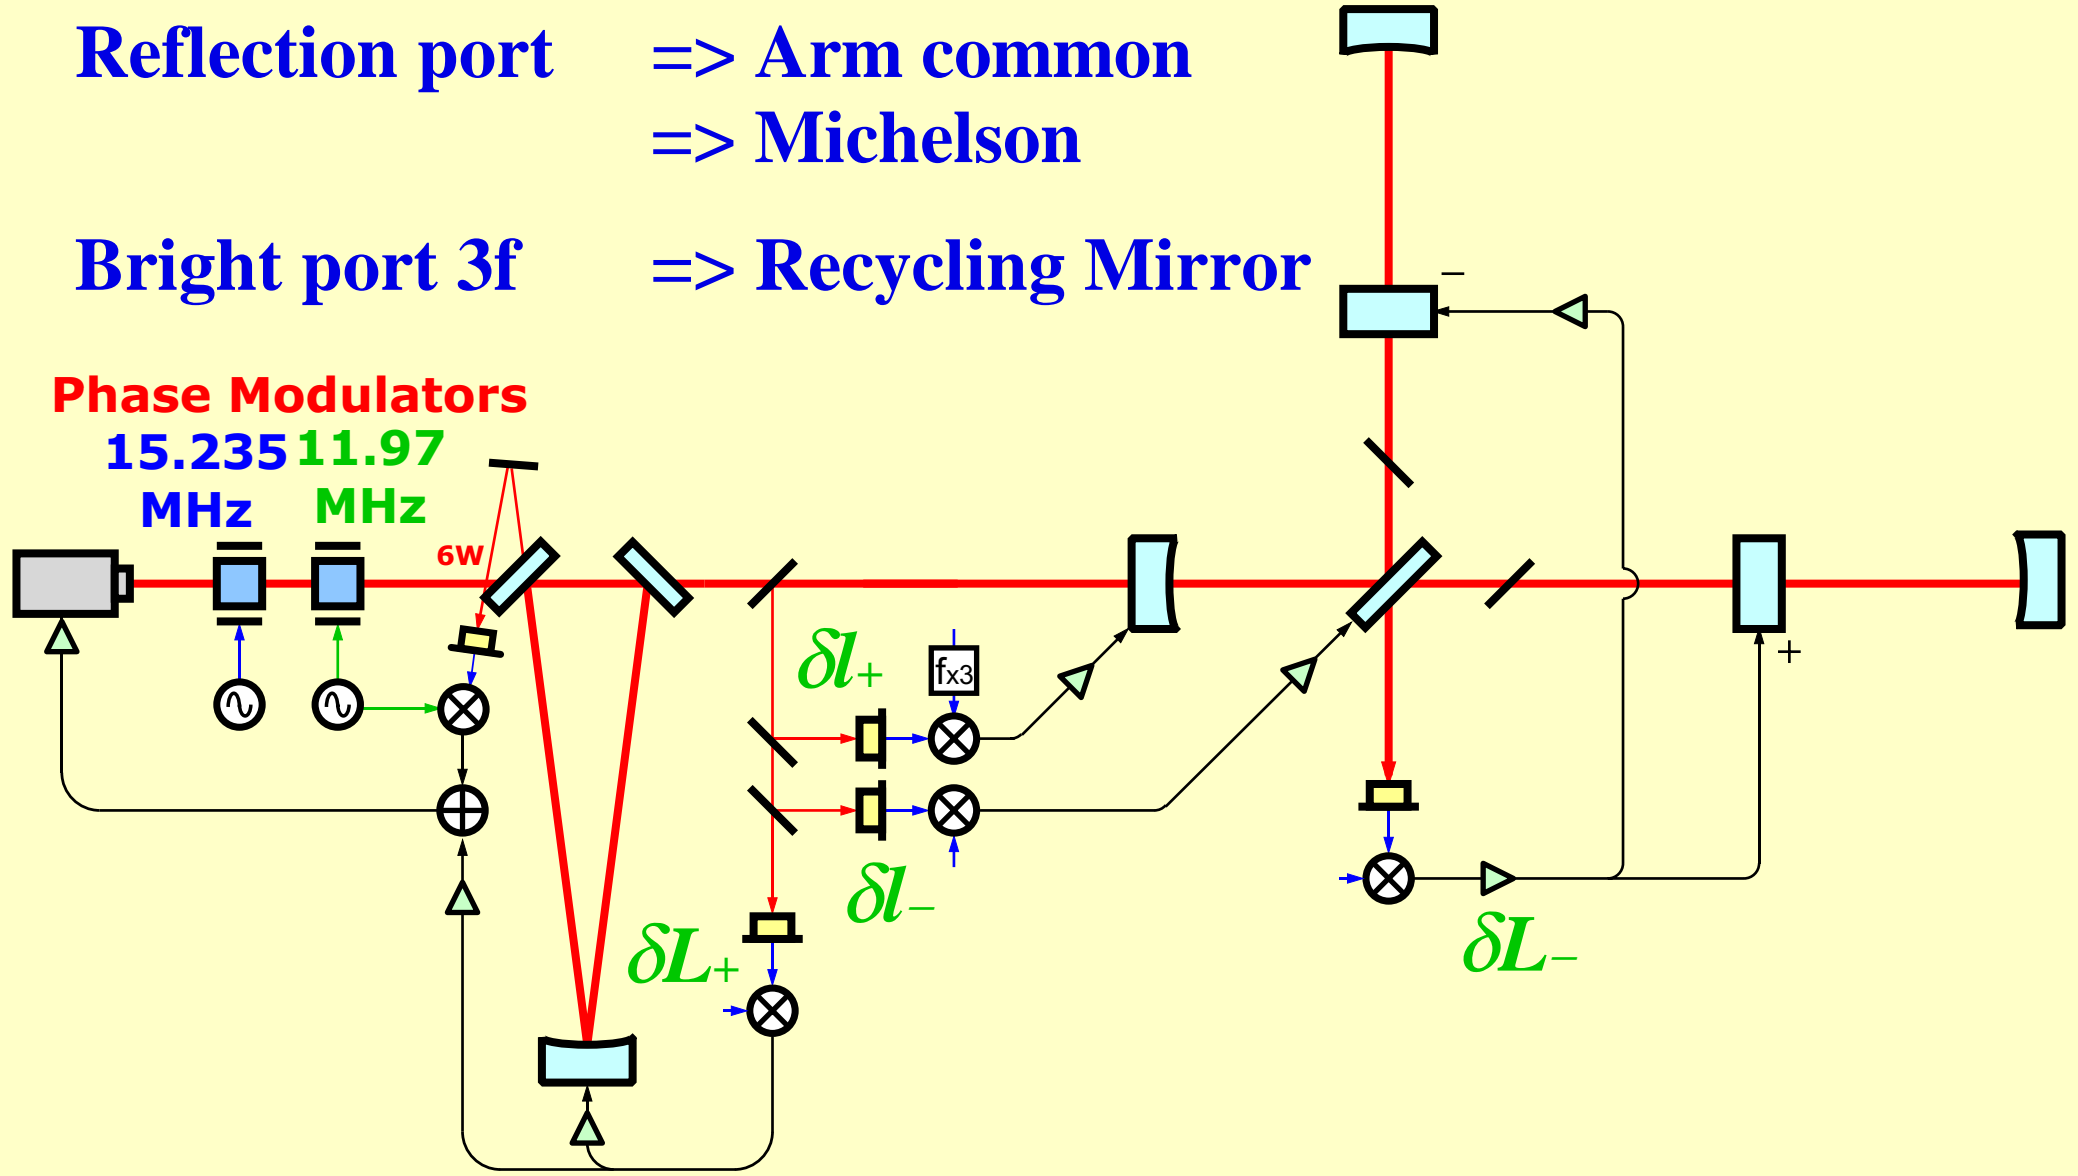 Reflection port => Arm common
=> Michelson
Bright port 3f => Recycling Mirror
−
Phase Modulators
15.235 11.97
MHz MHz
6W
+
δl+
fx3
δl−
δL+
δL−